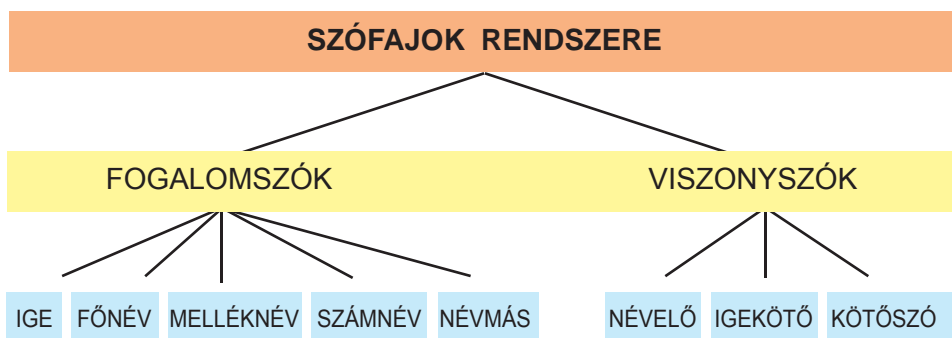 SZÓFAJOK RENDSZERE
FOGALOMSZÓK VISZONYSZÓK
IGE FŐNÉV MELLÉKNÉV SZÁMNÉV NÉVMÁS NÉVELŐ IGEKÖTŐ KÖTŐSZÓ